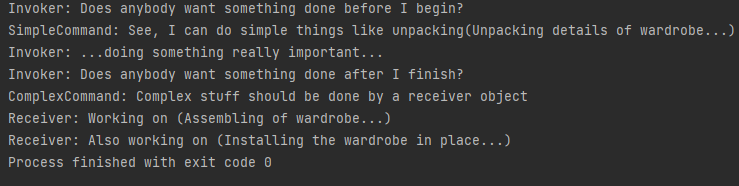 Invoker: Does anybody want something done before I begin?
SimpleCommand: See, I can do simple things like unpacking(Unpacking details of wardrobe...)
Invoker: ...doing something really important...
Invoker: Does anybody want something done after I finish?
ComplexCommand: Complex stuff should be done by a receiver object
Receiver: Working on (Assembling of wardrobe...)
Receiver: Also working on (Installing the wardrobe in place...)
Process finished with exit code 0